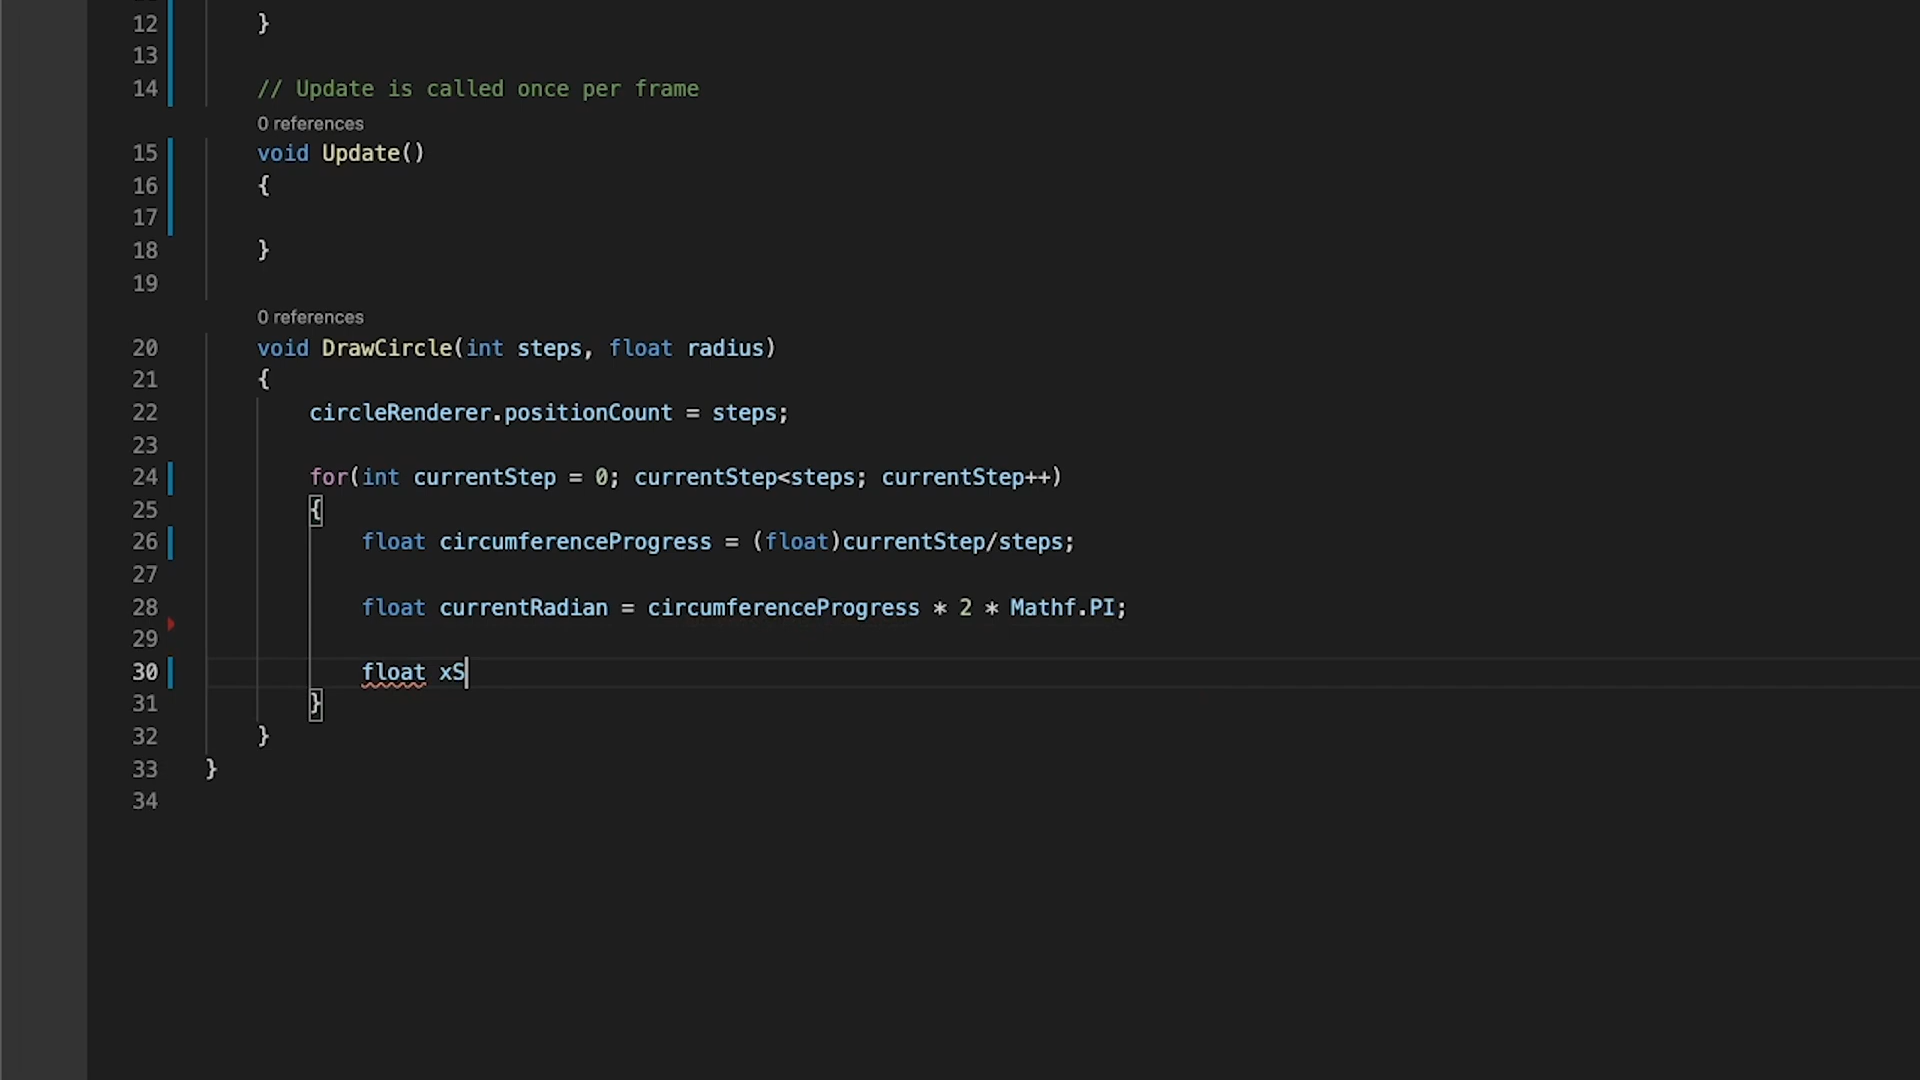 12 }
13
14 // Update is called once per frame
0 references
15 void Update()
16 {
17
18 }
19
0 references
20 void DrawCircle(int steps, float radius)
21 {
22 circleRenderer.positionCount = steps;
23
24 for(int currentStep = 0; currentStep<steps; currentStep++)
25 {
26 float circumferenceProgress = (float)currentStep/steps;
27
28 float currentRadian = circumferenceProgress * 2 * Mathf.PI;
29
30 float xS
31 }
32 }
33 }
34